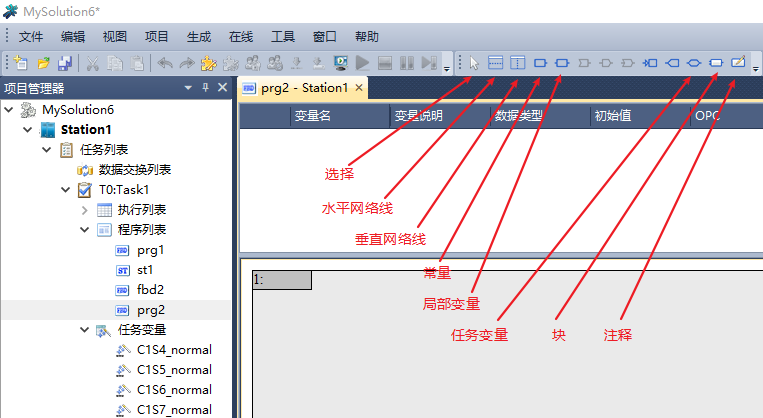 MySolution6*
文件 编辑 视图 项目 生成 在线 工具 窗口 帮助
项目管理器
prg2 - Station1
MySolution6
变量名 变量说明 数据类型 初始值 OPC
Station1
任务列表
数据交换列表
T0:Task1
执行列表
程序列表
prg1
st1
fbd2
prg2
任务变量
C1S4_normal
C1S5_normal
C1S6_normal
C1S7_normal
选择
水平网络线
垂直网络线
常量
局部变量
任务变量 块 注释
1: